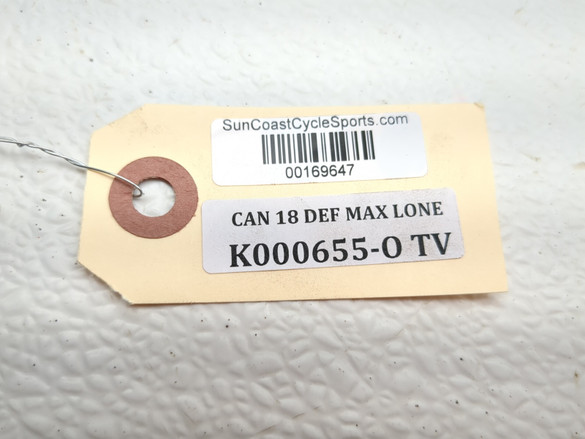 SunCoastCycleSports.com
00169647
CAN 18 DEF MAX LONE
K000655-O TV